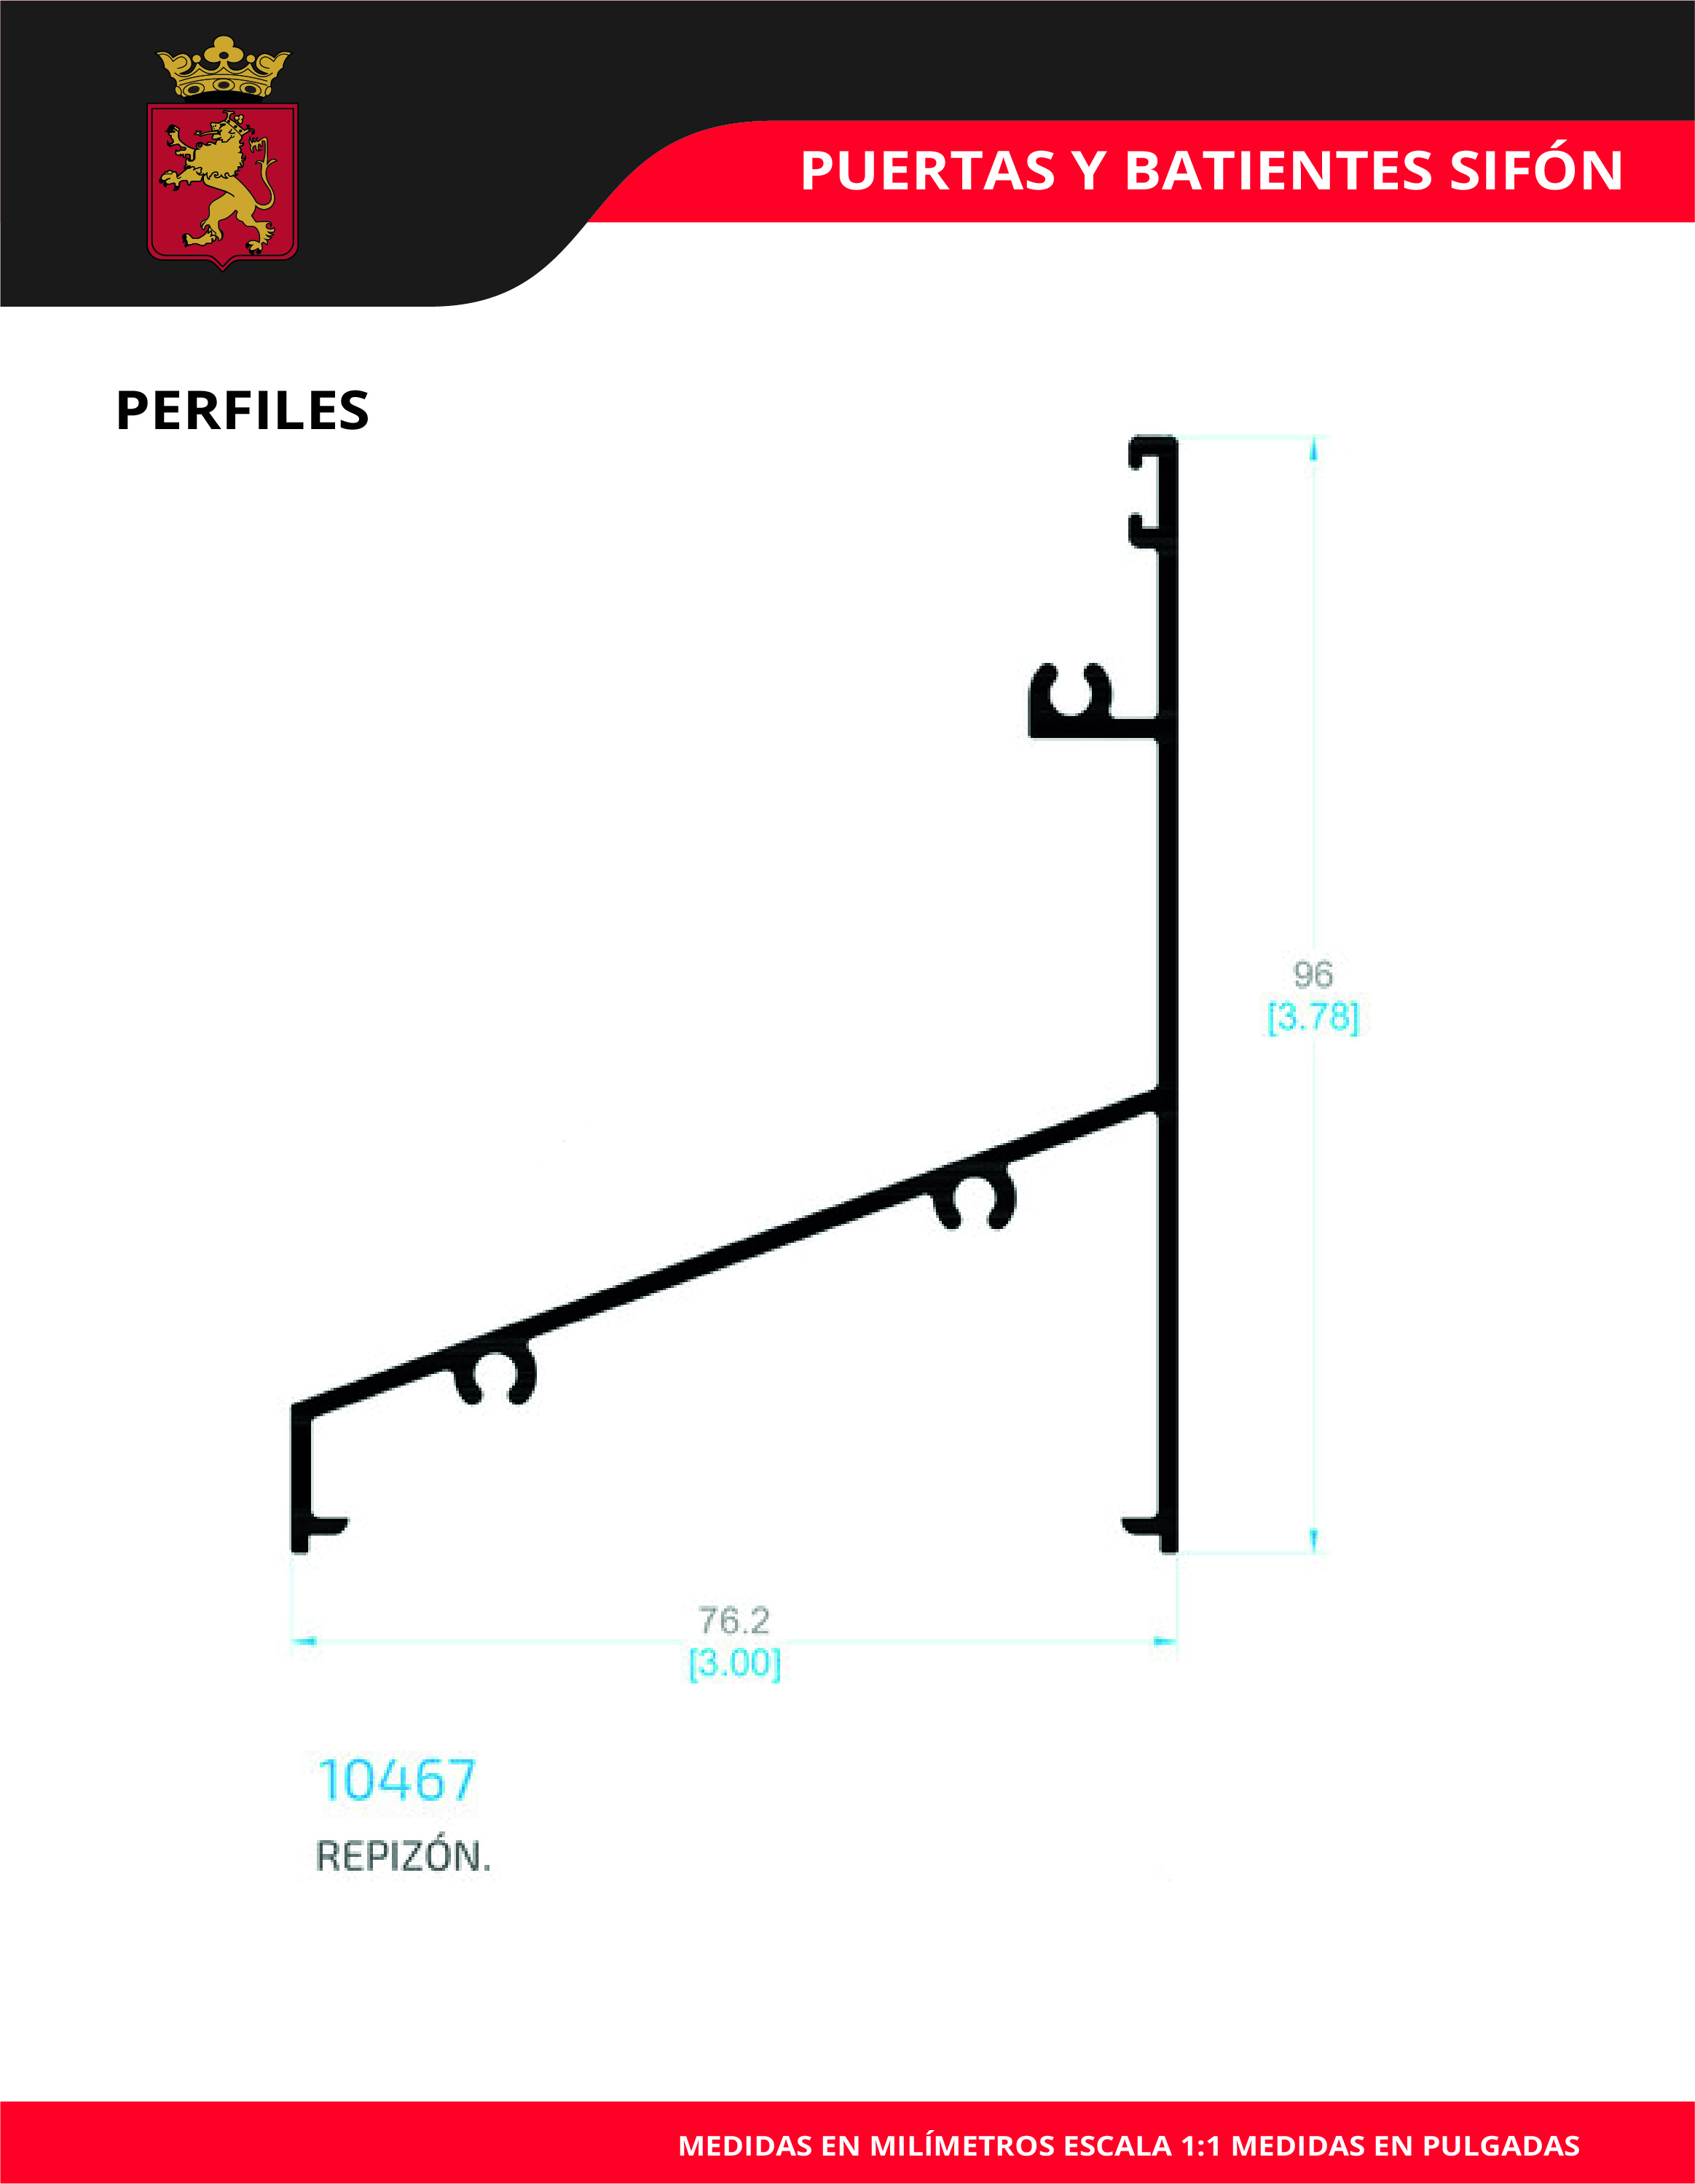 PUERTAS Y BATIENTES SIFÓN
PERFILES
96
[3.78]
76.2
[3.00]
10467
REPIZÓN.
MEDIDAS EN MILÍMETROS ESCALA 1:1 MEDIDAS EN PULGADAS